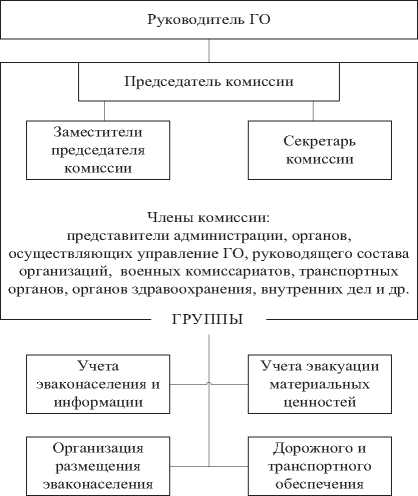 Руководитель ГО
Председатель комиссии
Заместители
председателя
комиссии
Секретарь
комиссии
Члены комиссии:
представители администрации, органов,
осуществляющих управление ГО, руководящего состава
организаций, военных комиссариатов, транспортных
органов, органов здравоохранения, внутренних дел и др.
ГРУППЫ
Учета
эваконаселения и
информации
Учета эвакуации
материальных
ценностей
Организация
размещения
эваконаселения
Дорожного и
транспортного
обеспечения